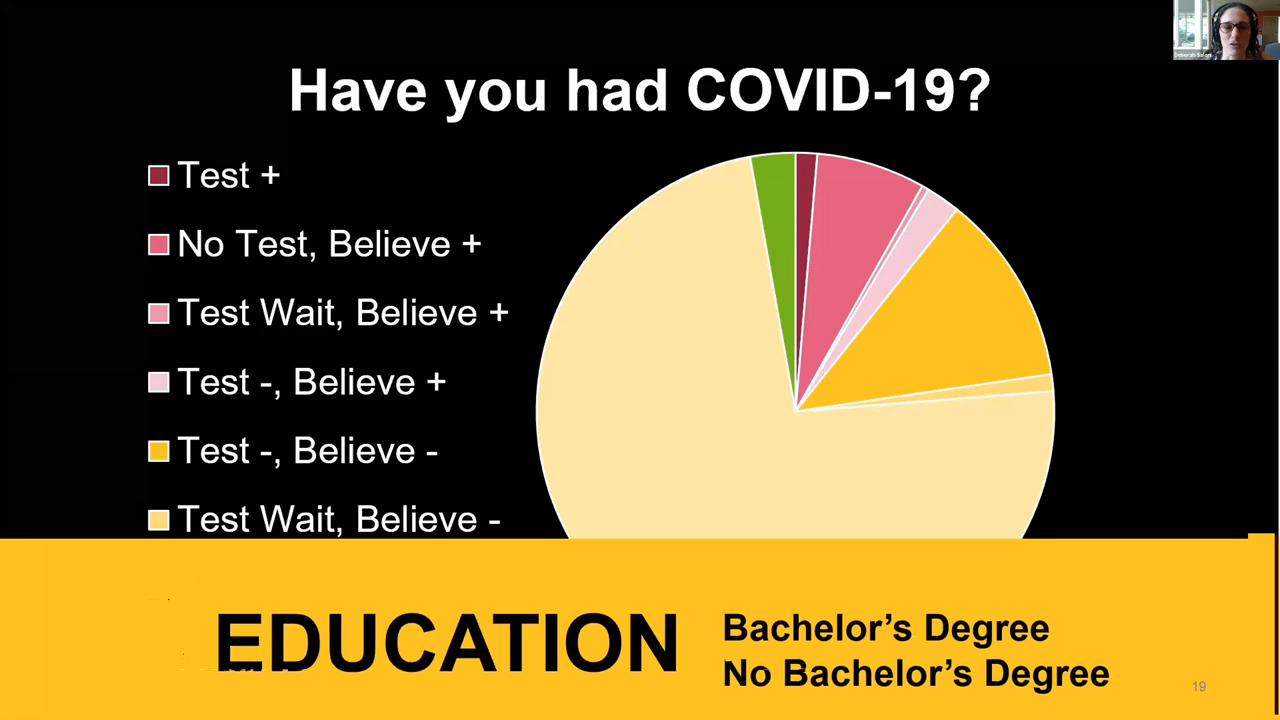 Have you had COVID-19?
Test +
No Test, Believe +
Test Wait, Believe +
Test -, Believe +
Test -, Believe -
Test Wait, Believe -
EDUCATION
Bachelor's Degree
No Bachelor's Degree
19